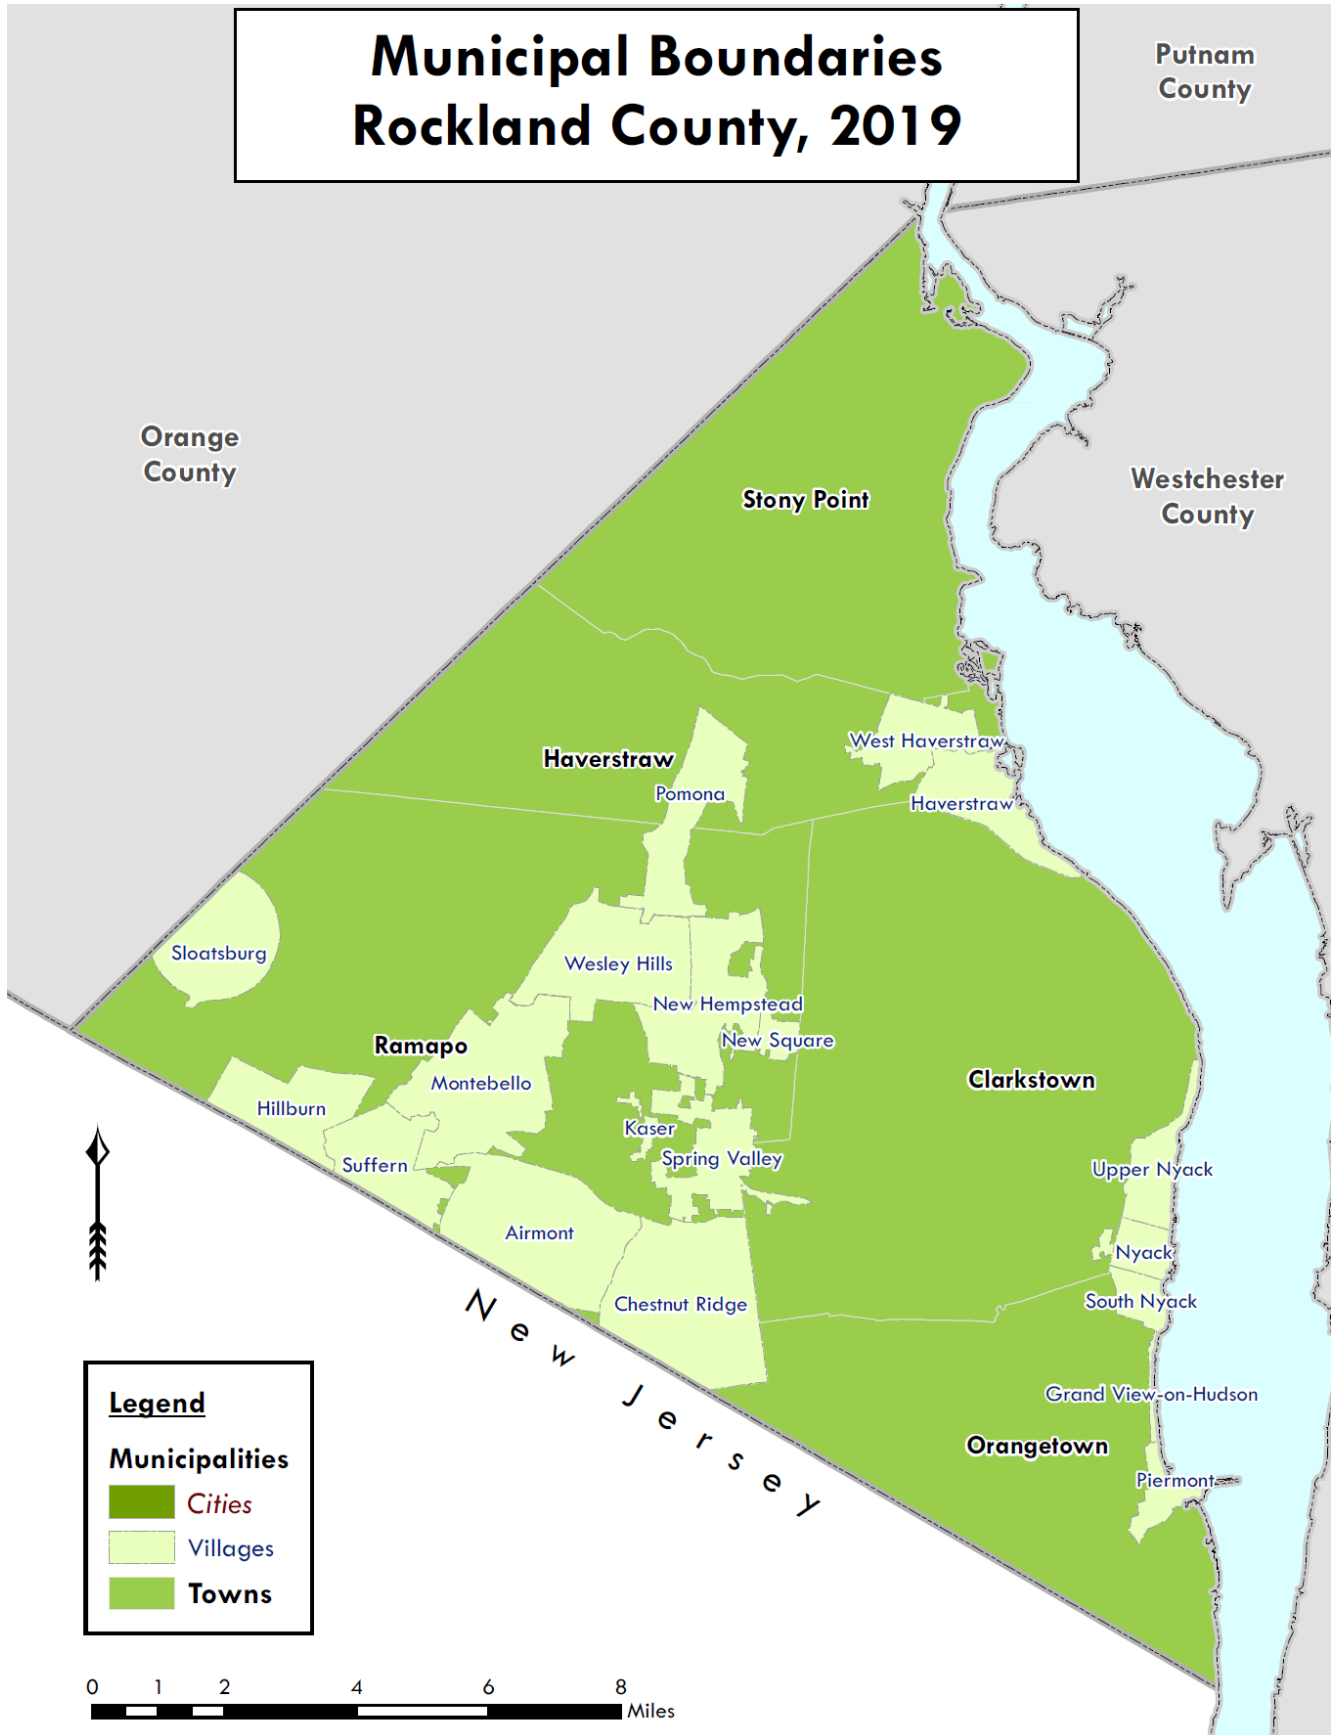 Municipal Boundaries
Rockland County, 2019
Putnam
County
Orange
County
Westchester
County
Stony Point
West Haverstraw
Haverstraw
Pomona
Haverstraw
Sloatsburg
Wesley Hills
New Hempstead
New Square
Ramapo
Montebello
Clarkstown
Hillburn
Kaser
Spring Valley
Suffern
Upper Nyack
Airmont
Nyack
South Nyack
Chestnut Ridge
New Jersey
Grand View-on-Hudson
Orangetown
Piermont
Legend
Municipalities
Cities
Villages
Towns
0 1 2 4 6 8
Miles